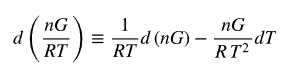 d(nG/RT) ≡ 1/RT d(nG) − nG/RT² dT